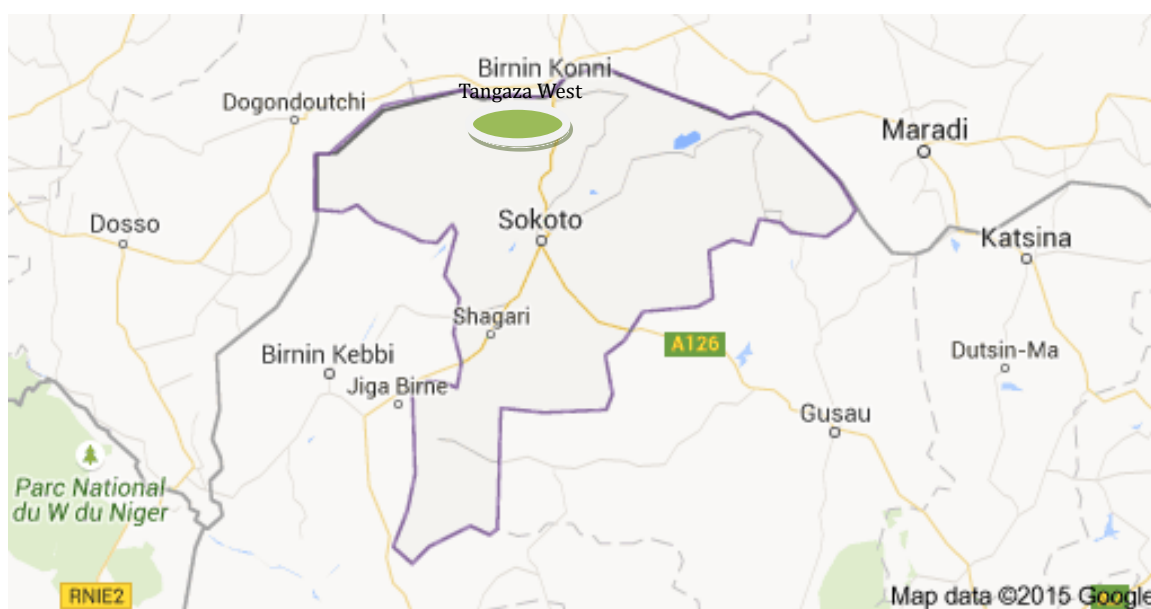 Birnin Konni
Tangaza West
Dogondoutchi
Maradi
Dosso
Sokoto
Katsina
Shagari
A126
Birnin Kebbi
Dutsin-Ma
Jiga Birne
Gusau
Parc National
du W du Niger
RNIE2
Map data ©2015 Google